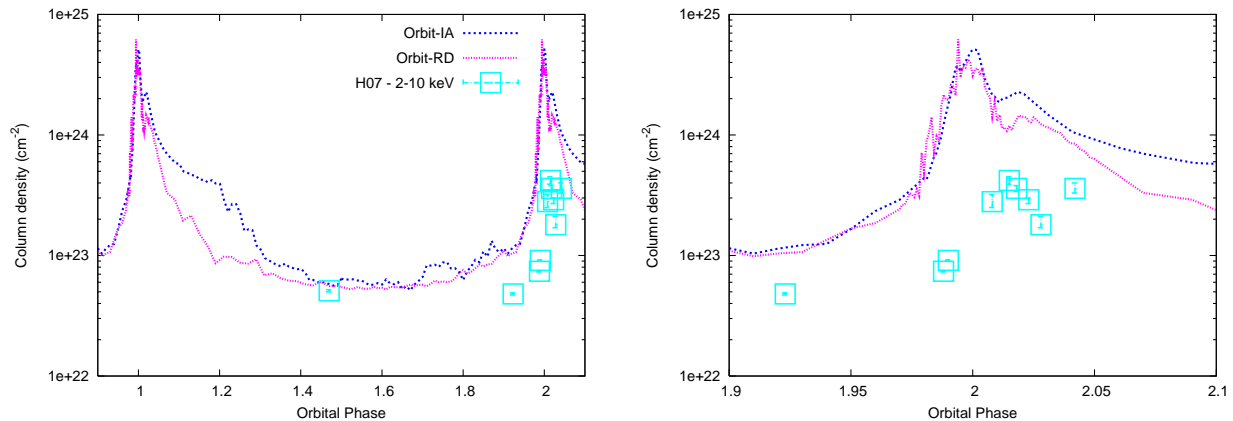 1e+25
1e+24
1e+23
1e+22
Column density (cm-2)
1
1.2
1.4
1.6
1.8
2
Orbital Phase
Orbit-IA
Orbit-RD
H07 - 2-10 keV
1e+25
1e+24
1e+23
1e+22
Column density (cm-2)
1.9
1.95
2
2.05
2.1
Orbital Phase